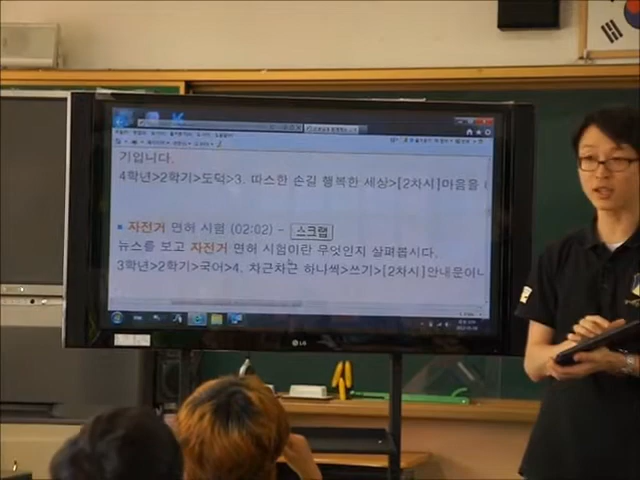 기입니다.
4학년>2학기>도덕>3. 따스한 손길 행복한 세상>[2차시]마음을
▪ 자전거 면허 시험 (02:02) - 스크랩
뉴스를 보고 자전거 면허 시험이란 무엇인지 살펴봅시다.
3학년>2학기>국어>4. 차근차근 하나씩>쓰기>[2차시]안내문이나
LG